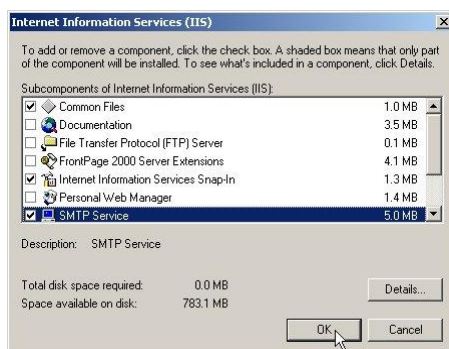 Internet Information Services (IIS)
To add or remove a component, click the check box. A shaded box means that only part
of the component will be installed. To see what's included in a component, click Details.
Subcomponents of Internet Information Services (IIS):
Common Files 1.0 MB
Documentation 3.5 MB
File Transfer Protocol (FTP) Server 0.1 MB
FrontPage 2000 Server Extensions 4.1 MB
Internet Information Services Snap-In 1.3 MB
Personal Web Manager 1.4 MB
SMTP Service 5.0 MB
Description: SMTP Service
Total disk space required: 0.0 MB
Details...
Space available on disk: 783.1 MB
OK Cancel